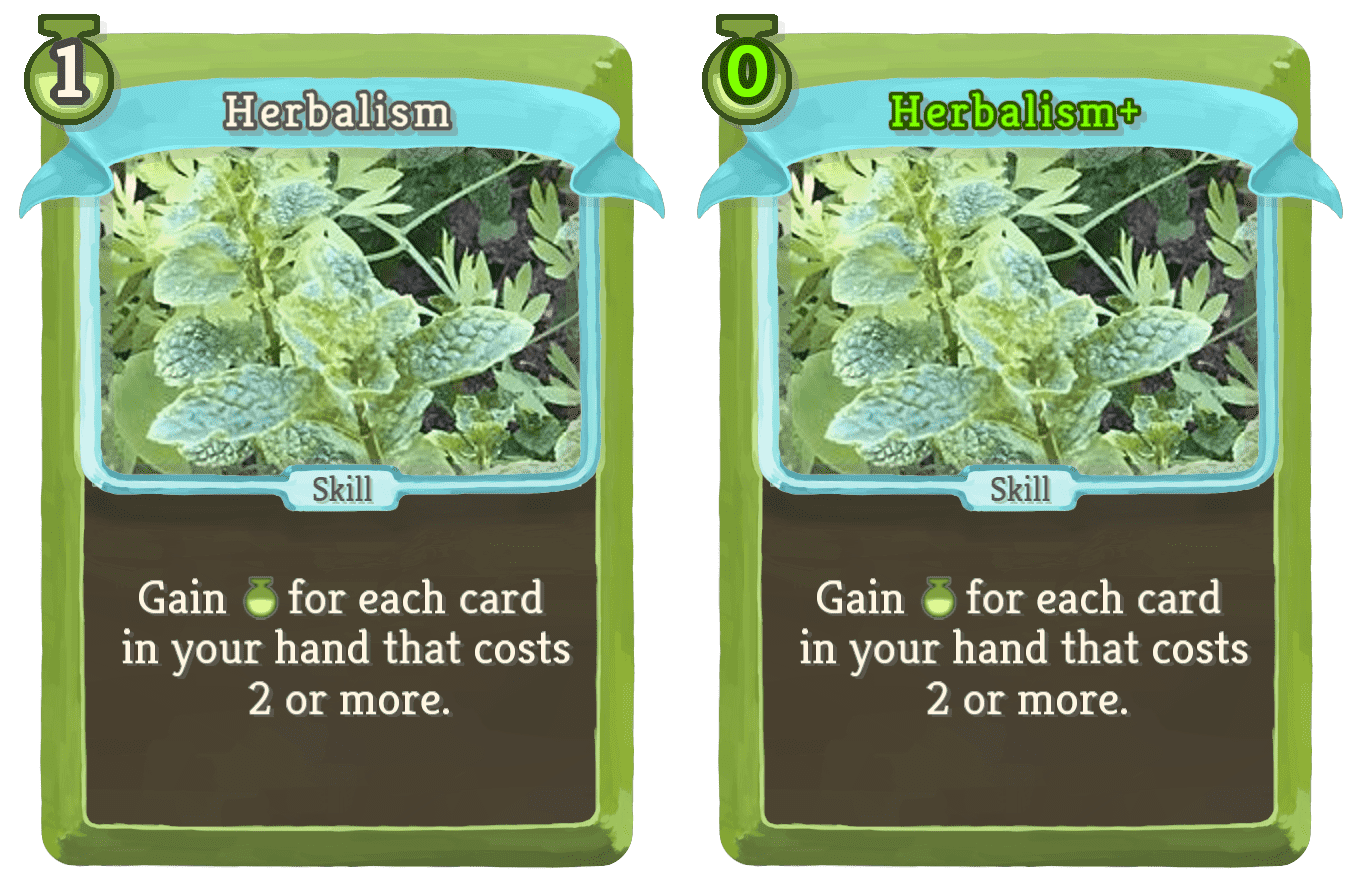 1
Herbalism
Skill
Gain for each card
in your hand that costs
2 or more.
0
Herbalism+
Skill
Gain for each card
in your hand that costs
2 or more.